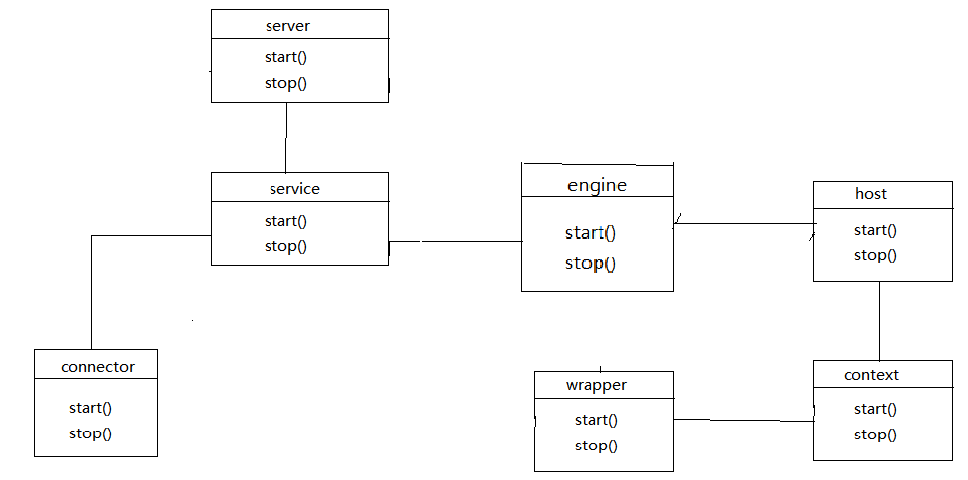 server
start()
stop()
service
start()
stop()
engine
start()
stop()
host
start()
stop()
connector
start()
stop()
wrapper
start()
stop()
context
start()
stop()